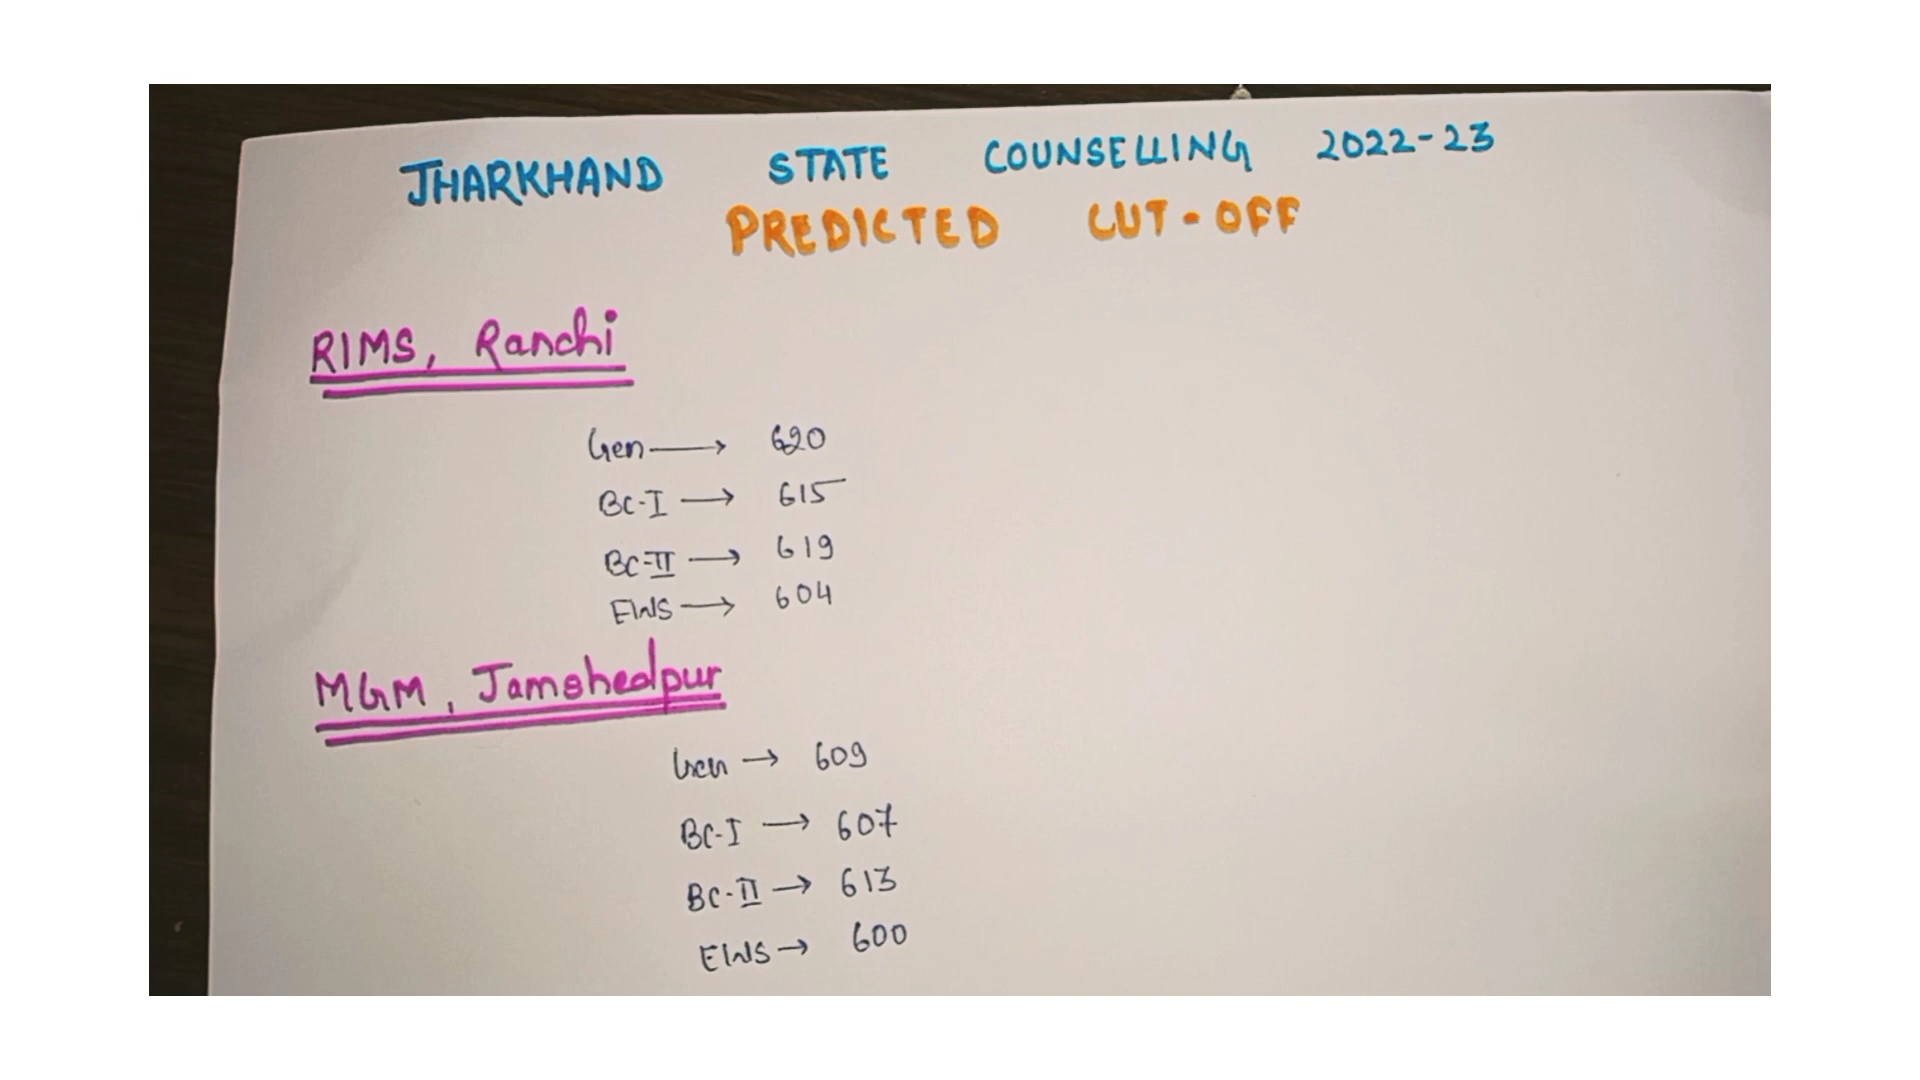 JHARKHAND STATE COUNSELLING 2022-23
PREDICTED CUT-OFF
RIMS, Ranchi
Gen → 620
BC-I → 615
BC-II → 619
EWS → 604
MGM, Jamshedpur
Gen → 609
BC-I → 607
BC-II → 613
EWS → 600